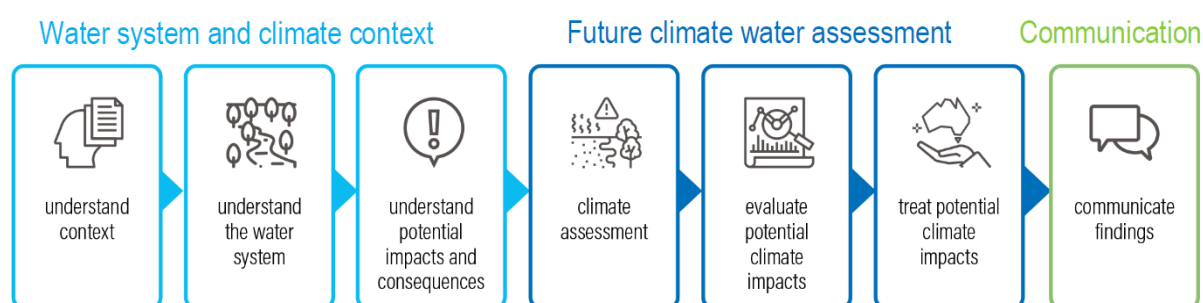 Water system and climate context
Future climate water assessment
Communication
understand
context
understand
the water
system
understand
potential
impacts and
consequences
climate
assessment
evaluate
potential
climate
impacts
treat potential
climate
impacts
communicate
findings